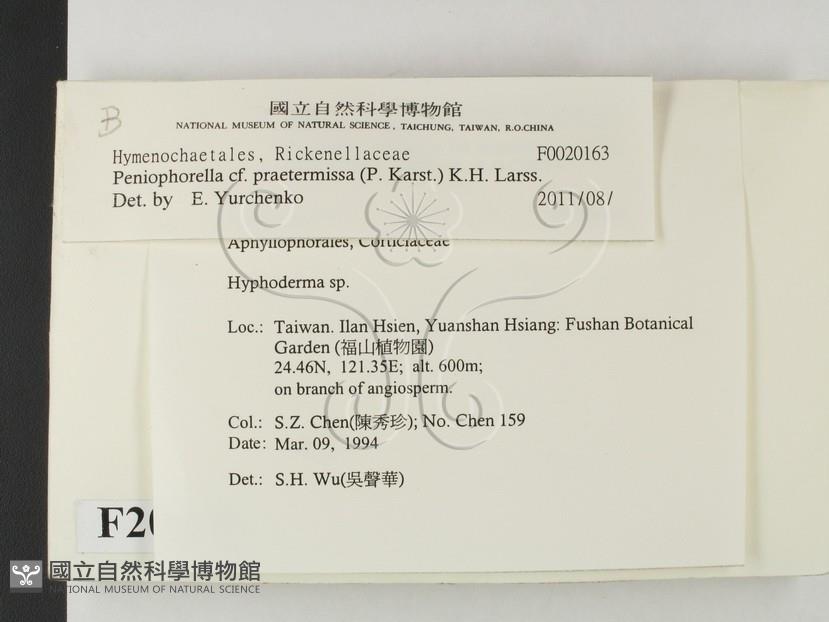 B
國立自然科學博物館
NATIONAL MUSEUM OF NATURAL SCIENCE, TAICHUNG, TAIWAN, R.O.CHINA
Hymenochaetales, Rickenellaceae F0020163
Peniophorella cf. praetermissa (P. Karst.) K.H. Larss.
Det. by E. Yurchenko 2011/08/
Aphyllophorales, Corticiaceae
Hyphoderma sp.
Loc.: Taiwan. Ilan Hsien, Yuanshan Hsiang: Fushan Botanical
Garden (福山植物園)
24.46N, 121.35E; alt. 600m;
on branch of angiosperm.
Col.: S.Z. Chen(陳秀珍); No. Chen 159
Date: Mar. 09, 1994
Det.: S.H. Wu(吳聲華)
F20
國立自然科學博物館
NATIONAL MUSEUM OF NATURAL SCIENCE